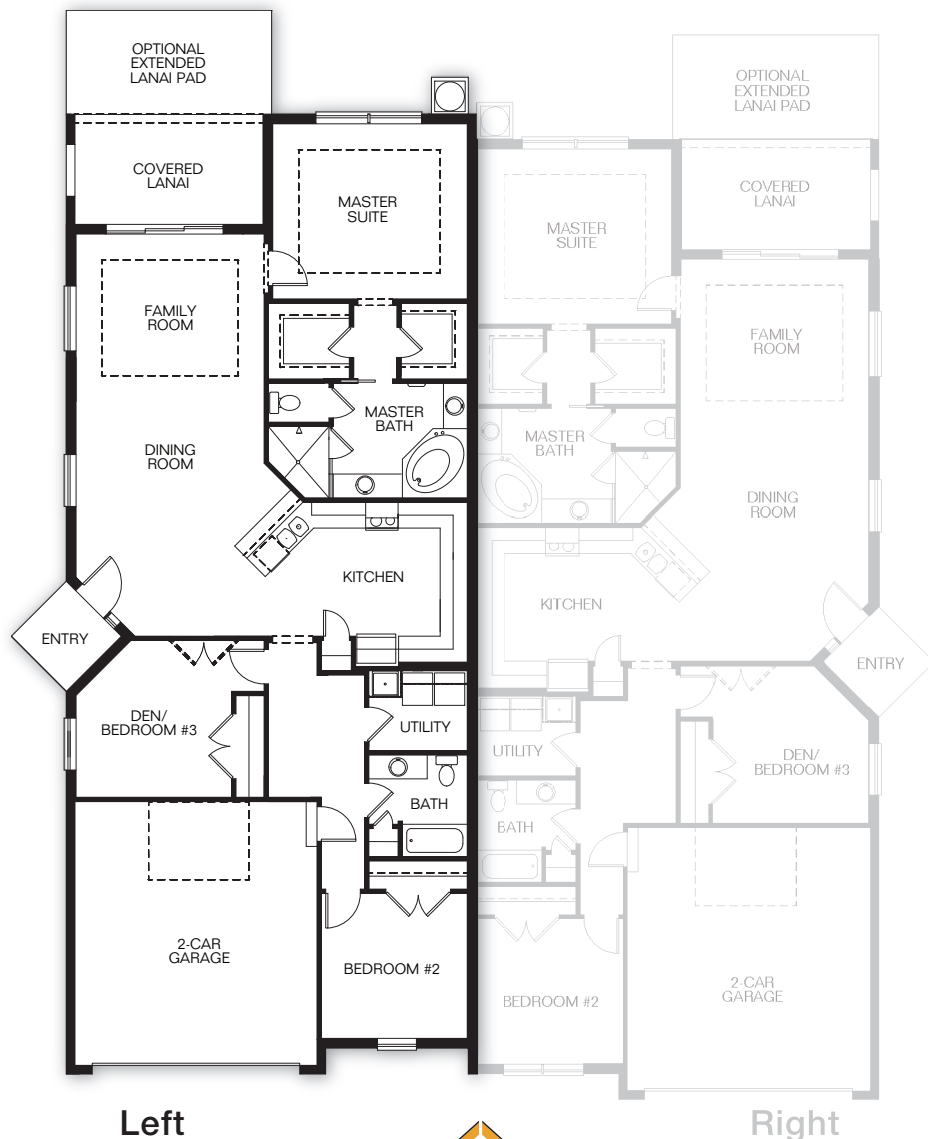 OPTIONAL
EXTENDED
LANAI PAD
COVERED
LANAI
MASTER
SUITE
FAMILY
ROOM
MASTER
BATH
DINING
ROOM
KITCHEN
ENTRY
DEN/
BEDROOM #3
UTILITY
BATH
2-CAR
GARAGE
BEDROOM #2
Left
OPTIONAL
EXTENDED
LANAI PAD
COVERED
LANAI
MASTER
SUITE
FAMILY
ROOM
MASTER
BATH
DINING
ROOM
KITCHEN
ENTRY
UTILITY
DEN/
BEDROOM #3
BATH
2-CAR
GARAGE
BEDROOM #2
Right